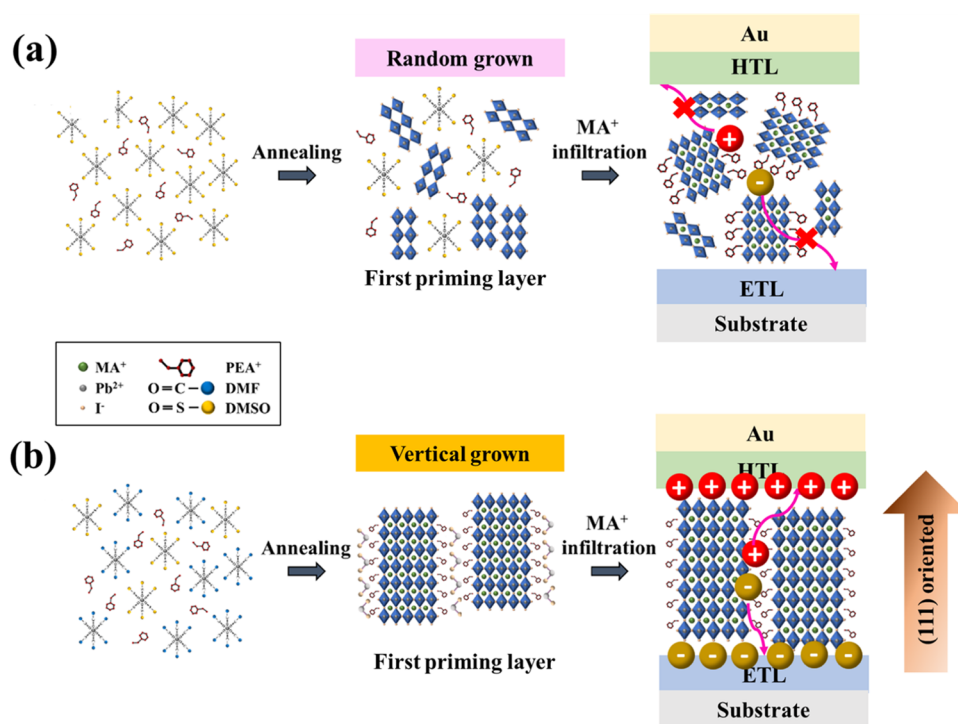 (a)
Random grown
Annealing
First priming layer
MA⁺
infiltration
Au
HTL
+
-
ETL
Substrate
MA⁺
PEA⁺
Pb²⁺
O=C-
DMF
I⁻
O=S-
DMSO
(b)
Vertical grown
Annealing
First priming layer
MA⁺
infiltration
Au
HTL
+ + + + + +
+
-
- - - - - -
ETL
Substrate
(111) oriented